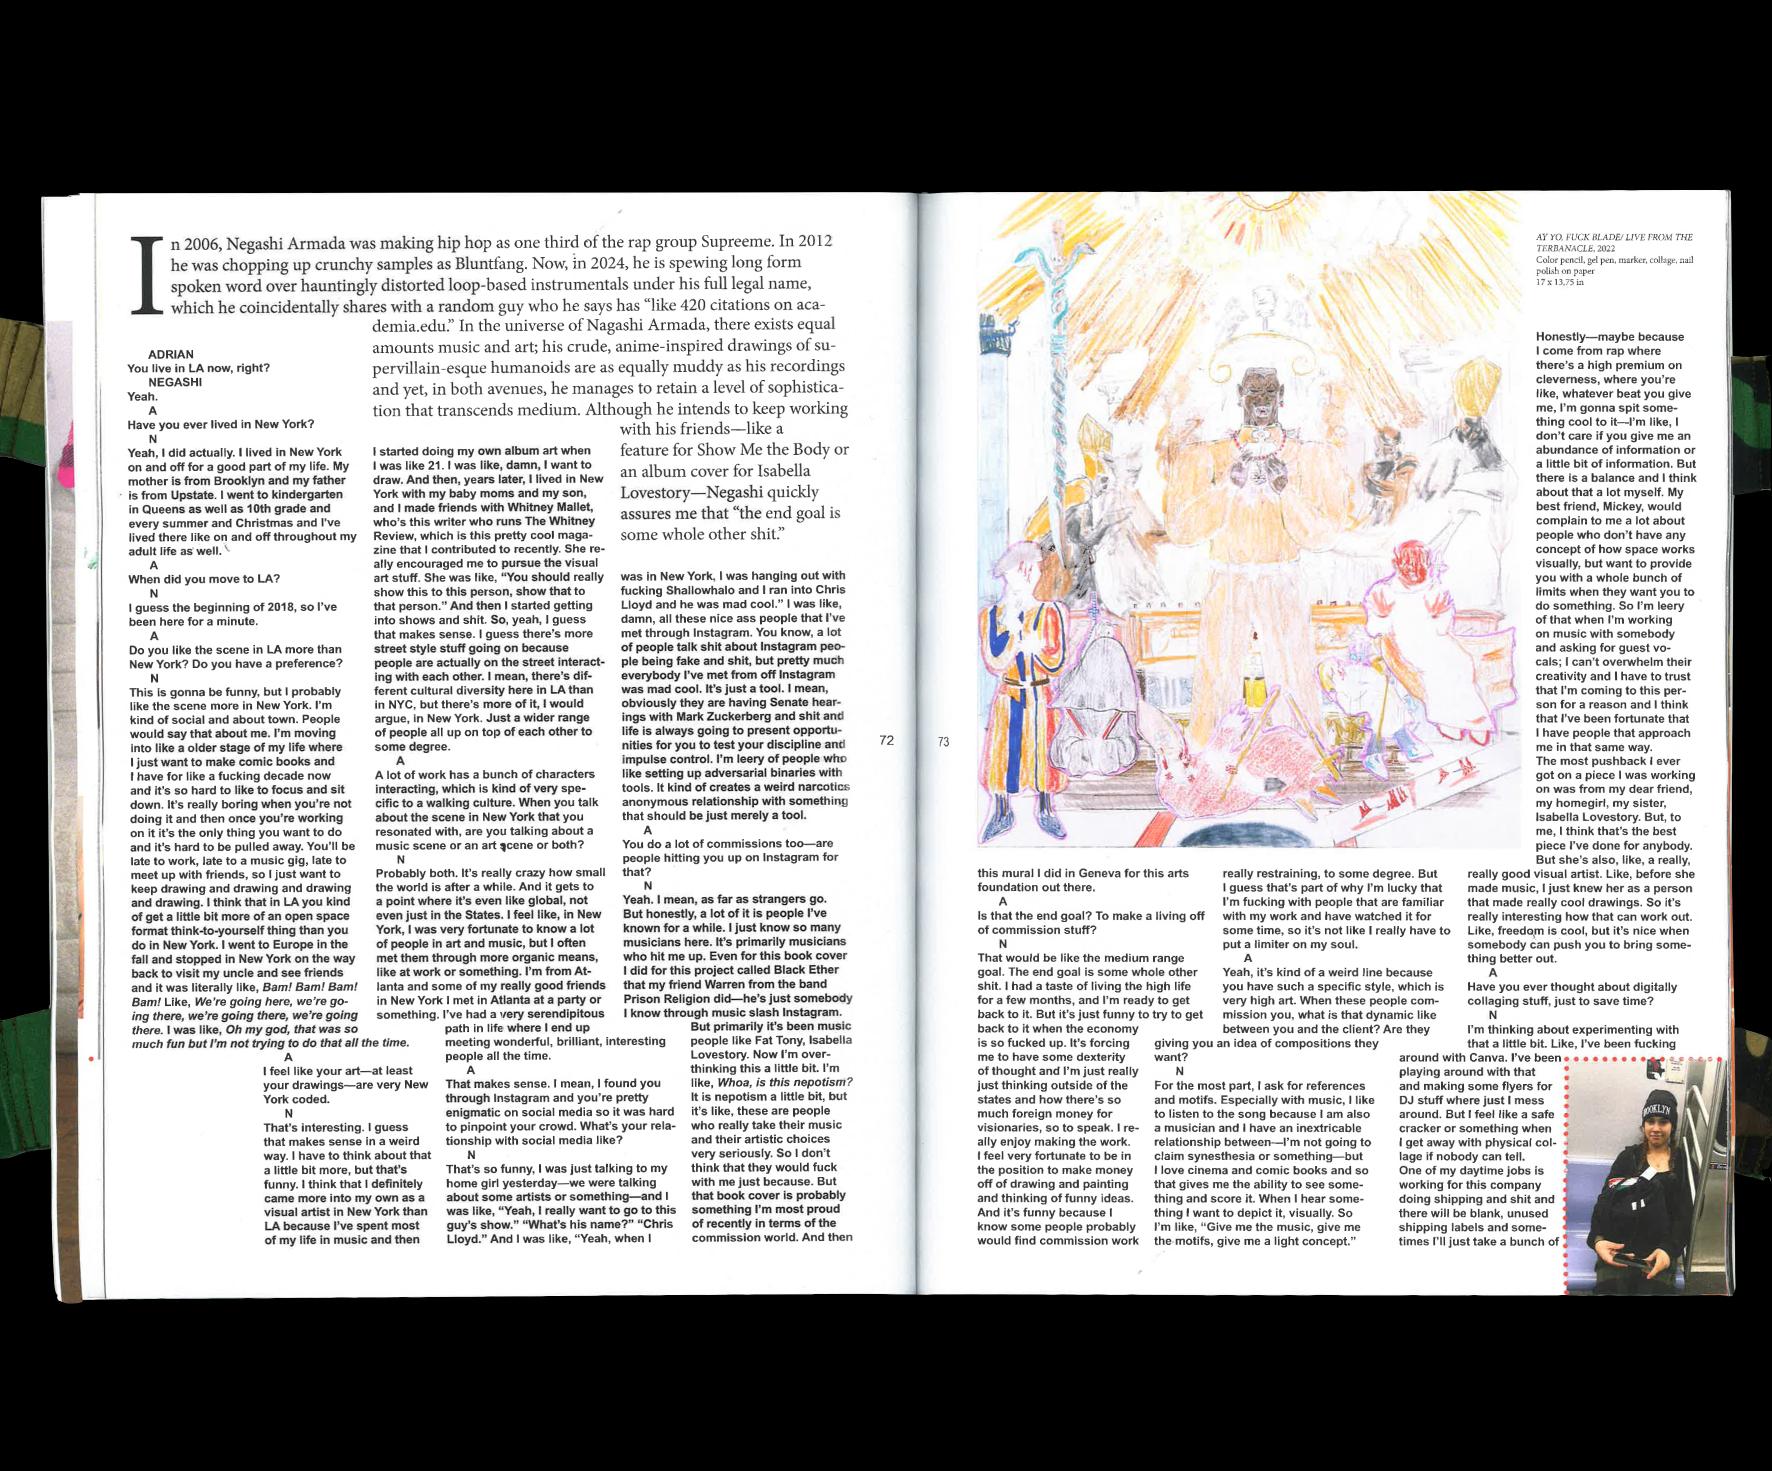 In 2006, Negashi Armada was making hip hop as one third of the rap group Supreeme. In 2012
he was chopping up crunchy samples as Bluntfang. Now, in 2024, he is spewing long form
spoken word over hauntingly distorted loop-based instrumentals under his full legal name,
which he coincidentally shares with a random guy who he says has “like 420 citations on aca-
demia.edu.” In the universe of Nagashi Armada, there exists equal
amounts music and art; his crude, anime-inspired drawings of su-
pervillain-esque humanoids are as equally muddy as his recordings
and yet, in both avenues, he manages to retain a level of sophistica-
tion that transcends medium. Although he intends to keep working
with his friends—like a
feature for Show Me the Body or
an album cover for Isabella
Lovestory—Negashi quickly
assures me that “the end goal is
some whole other shit.”
ADRIAN
You live in LA now, right?
NEGASHI
Yeah.
A
Have you ever lived in New York?
N
Yeah, I did actually. I lived in New York
on and off for a good part of my life. My
mother is from Brooklyn and my father
is from Upstate. I went to kindergarten
in Queens as well as 10th grade and
every summer and Christmas and I’ve
lived there like on and off throughout my
adult life as well.
A
When did you move to LA?
N
I guess the beginning of 2018, so I’ve
been here for a minute.
A
Do you like the scene in LA more than
New York? Do you have a preference?
N
This is gonna be funny, but I probably
like the scene more in New York. I’m
kind of social and about town. People
would say that about me. I’m moving
into like a older stage of my life where
I just want to make comic books and
I have for like a fucking decade now
and it’s so hard to like to focus and sit
down. It’s really boring when you’re not
doing it and then once you’re working
on it it’s the only thing you want to do
and it’s hard to be pulled away. You’ll be
late to work, late to a music gig, late to
meet up with friends, so I just want to
keep drawing and drawing and drawing
and drawing. I think that in LA you kind
of get a little bit more of an open space
format think-to-yourself thing than you
do in New York. I went to Europe in the
fall and stopped in New York on the way
back to visit my uncle and see friends
and it was literally like, Bam! Bam! Bam!
Bam! Like, We’re going here, we’re go-
ing there, we’re going there, we’re going
there. I was like, Oh my god, that was so
much fun but I’m not trying to do that all the time.
A
I feel like your art—at least
your drawings—are very New
York coded.
N
That’s interesting. I guess
that makes sense in a weird
way. I have to think about that
a little bit more, but that’s
funny. I think that I definitely
came more into my own as a
visual artist in New York than
LA because I’ve spent most
of my life in music and then
I started doing my own album art when
I was like 21. I was like, damn, I want to
draw. And then, years later, I lived in New
York with my baby moms and my son,
and I made friends with Whitney Mallet,
who’s this writer who runs The Whitney
Review, which is this pretty cool maga-
zine that I contributed to recently. She re-
ally encouraged me to pursue the visual
art stuff. She was like, “You should really
show this to this person, show that to
that person.” And then I started getting
into shows and shit. So, yeah, I guess
that makes sense. I guess there’s more
street style stuff going on because
people are actually on the street interact-
ing with each other. I mean, there’s dif-
ferent cultural diversity here in LA than
in NYC, but there’s more of it, I would
argue, in New York. Just a wider range
of people all up on top of each other to
some degree.
A
A lot of work has a bunch of characters
interacting, which is kind of very spe-
cific to a walking culture. When you talk
about the scene in New York that you
resonated with, are you talking about a
music scene or an art scene or both?
N
Probably both. It’s really crazy how small
the world is after a while. And it gets to
a point where it’s even like global, not
even just in the States. I feel like, in New
York, I was very fortunate to know a lot
of people in art and music, but I often
met them through more organic means,
like at work or something. I’m from At-
lanta and some of my really good friends
in New York I met in Atlanta at a party or
something. I’ve had a very serendipitous
path in life where I end up
meeting wonderful, brilliant, interesting
people all the time.
A
That makes sense. I mean, I found you
through Instagram and you’re pretty
enigmatic on social media so it was hard
to pinpoint your crowd. What’s your rela-
tionship with social media like?
N
That’s so funny, I was just talking to my
home girl yesterday—we were talking
about some artists or something—and I
was like, “Yeah, I really want to go to this
guy’s show.” “What’s his name?” “Chris
Lloyd.” And I was like, “Yeah, when I
was in New York, I was hanging out with
fucking Shallowhalo and I ran into Chris
Lloyd and he was mad cool.” I was like,
damn, all these nice ass people that I’ve
met through Instagram. You know, a lot
of people talk shit about Instagram peo-
ple being fake and shit, but pretty much
everybody I’ve met from off Instagram
was mad cool. It’s just a tool. I mean,
obviously they are having Senate hear-
ings with Mark Zuckerberg and shit and
life is always going to present opportu-
nities for you to test your discipline and
impulse control. I’m leery of people who
like setting up adversarial binaries with
tools. It kind of creates a weird narcotics
anonymous relationship with something
that should be just merely a tool.
A
You do a lot of commissions too—are
people hitting you up on Instagram for
that?
N
Yeah. I mean, as far as strangers go.
But honestly, a lot of it is people I’ve
known for a while. I just know so many
musicians here. It’s primarily musicians
who hit me up. Even for this book cover
I did for this project called Black Ether
that my friend Warren from the band
Prison Religion did—he’s just somebody
I know through music slash Instagram.
But primarily it’s been music
people like Fat Tony, Isabella
Lovestory. Now I’m over-
thinking this a little bit. I’m
like, Whoa, is this nepotism?
It is nepotism a little bit, but
it’s like, these are people
who really take their music
and their artistic choices
very seriously. So I don’t
think that they would fuck
with me just because. But
that book cover is probably
something I’m most proud
of recently in terms of the
commission world. And then
72
73
AY YO, FUCK BLADE/ LIVE FROM THE
TERBANACLE, 2022
Color pencil, gel pen, marker, collage, nail
polish on paper
17 x 13,75 in
this mural I did in Geneva for this arts
foundation out there.
A
Is that the end goal? To make a living off
of commission stuff?
N
That would be like the medium range
goal. The end goal is some whole other
shit. I had a taste of living the high life
for a few months, and I’m ready to get
back to it. But it’s just funny to try to get
back to it when the economy
is so fucked up. It’s forcing
me to have some dexterity
of thought and I’m just really
just thinking outside of the
states and how there’s so
much foreign money for
visionaries, so to speak. I re-
ally enjoy making the work.
I feel very fortunate to be in
the position to make money
off of drawing and painting
and thinking of funny ideas.
And it’s funny because I
know some people probably
would find commission work
really restraining, to some degree. But
I guess that’s part of why I’m lucky that
I’m fucking with people that are familiar
with my work and have watched it for
some time, so it’s not like I really have to
put a limiter on my soul.
A
Yeah, it’s kind of a weird line because
you have such a specific style, which is
very high art. When these people com-
mission you, what is that dynamic like
between you and the client? Are they
giving you an idea of compositions they
want?
N
For the most part, I ask for references
and motifs. Especially with music, I like
to listen to the song because I am also
a musician and I have an inextricable
relationship between—I’m not going to
claim synesthesia or something—but
I love cinema and comic books and so
that gives me the ability to see some-
thing and score it. When I hear some-
thing I want to depict it, visually. So
I’m like, “Give me the music, give me
the motifs, give me a light concept.”
Honestly—maybe because
I come from rap where
there’s a high premium on
cleverness, where you’re
like, whatever beat you give
me, I’m gonna spit some-
thing cool to it—I’m like, I
don’t care if you give me an
abundance of information or
a little bit of information. But
there is a balance and I think
about that a lot myself. My
best friend, Mickey, would
complain to me a lot about
people who don’t have any
concept of how space works
visually, but want to provide
you with a whole bunch of
limits when they want you to
do something. So I’m leery
of that when I’m working
on music with somebody
and asking for guest vo-
cals; I can’t overwhelm their
creativity and I have to trust
that I’m coming to this per-
son for a reason and I think
that I’ve been fortunate that
I have people that approach
me in that same way.
The most pushback I ever
got on a piece I was working
on was from my dear friend,
my homegirl, my sister,
Isabella Lovestory. But, to
me, I think that’s the best
piece I’ve done for anybody.
But she’s also, like, a really,
really good visual artist. Like, before she
made music, I just knew her as a person
that made really cool drawings. So it’s
really interesting how that can work out.
Like, freedom is cool, but it’s nice when
somebody can push you to bring some-
thing better out.
A
Have you ever thought about digitally
collaging stuff, just to save time?
N
I’m thinking about experimenting with
that a little bit. Like, I’ve been fucking
around with Canva. I’ve been
playing around with that
and making some flyers for
DJ stuff where just I mess
around. But I feel like a safe
cracker or something when
I get away with physical col-
lage if nobody can tell.
One of my daytime jobs is
working for this company
doing shipping and shit and
there will be blank, unused
shipping labels and some-
times I’ll just take a bunch of
BROOKLYN